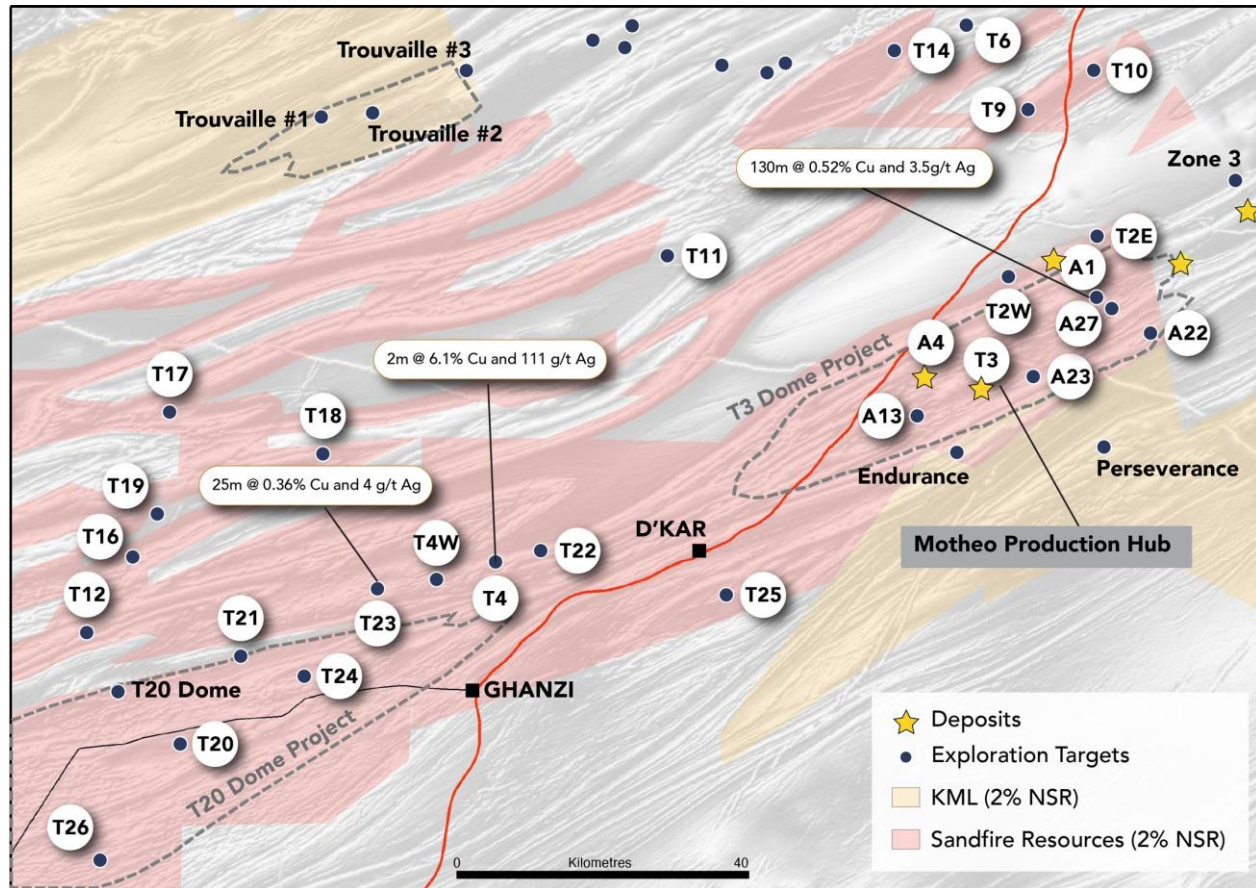 Trouvaille #3
T14
T6
T10
Trouvaille #1
Trouvaille #2
T9
130m @ 0.52% Cu and 3.5g/t Ag
Zone 3
T11
T2E
A1
T2W
A27
A22
A4
T3
2m @ 6.1% Cu and 111 g/t Ag
T3 Dome Project
A23
T17
A13
T18
Endurance
Perseverance
25m @ 0.36% Cu and 4 g/t Ag
T19
T16
D'KAR
Motheo Production Hub
T4W
T22
T12
T4
T25
T21
T23
T24
T20 Dome
GHANZI
T20
T20 Dome Project
Deposits
Exploration Targets
KML (2% NSR)
Sandfire Resources (2% NSR)
T26
0 Kilometres 40